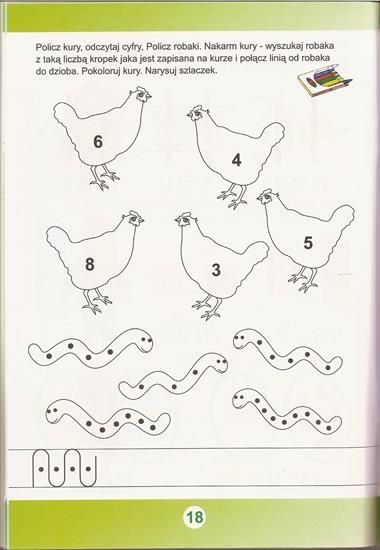 Policz kury, odczytaj cyfry, Policz robaki. Nakarm kury - wyszukaj robaka
z taką liczbą kropek jaka jest zapisana na kurze i połącz linią od robaka
do dzioba. Pokoloruj kury. Narysuj szlaczek.
6
4
8
3
5
18